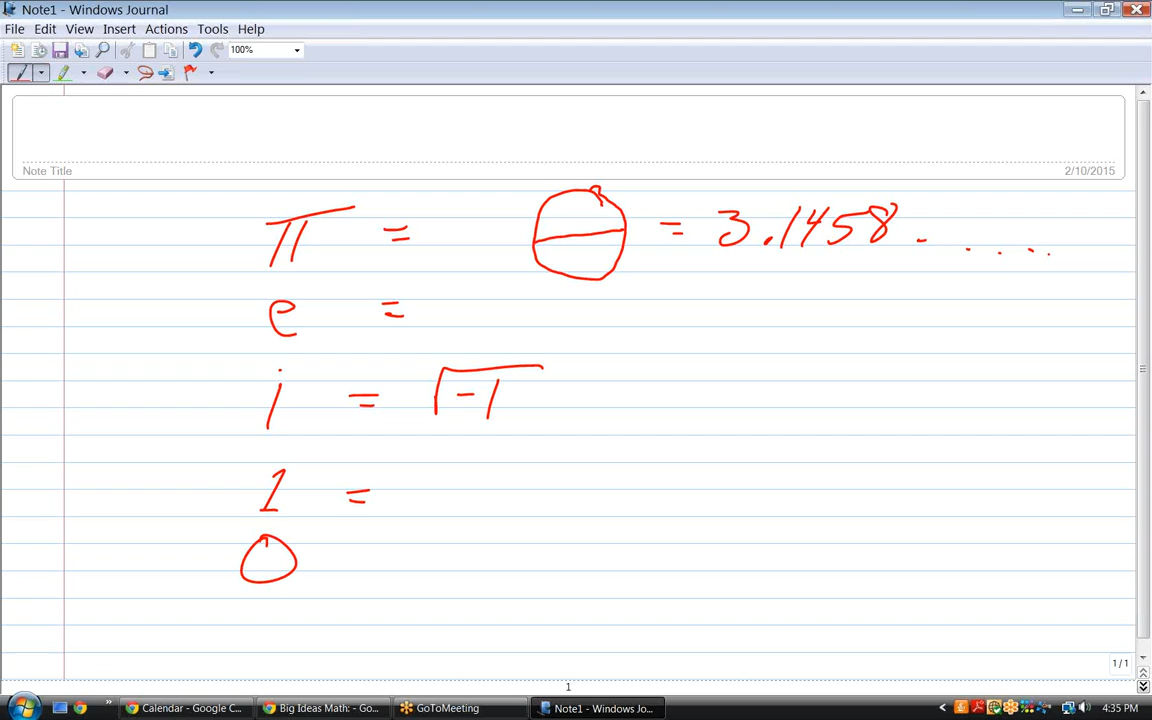 Note1 - Windows Journal
File Edit View Insert Actions Tools Help
100%
Note Title 2/10/2015
π = = 3.1458. . . . .
e =
i = √-1
1 =
0
1/1
1
Calendar - Google C... Big Ideas Math: - Go... GoToMeeting Note1 - Windows Jo... 4:35 PM